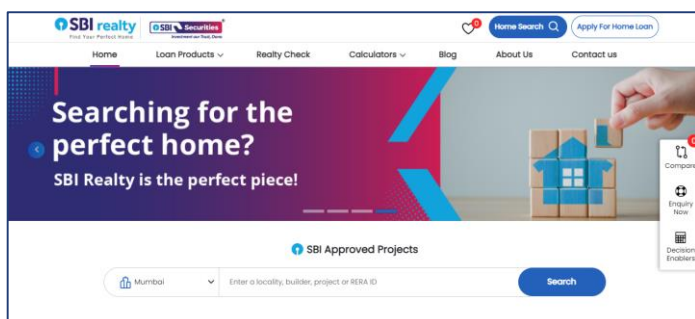 SBI realty
Find Your Perfect Home
SBI Securities
Investment aur Trust, Done
0
Home Search
Apply For Home Loan
Home
Loan Products
Realty Check
Calculators
Blog
About Us
Contact us
Searching for the
perfect home?
SBI Realty is the perfect piece!
0
Compare
Enquiry
Now
Decision
Enablers
SBI Approved Projects
Mumbai
Enter a locality, builder, project or RERA ID
Search